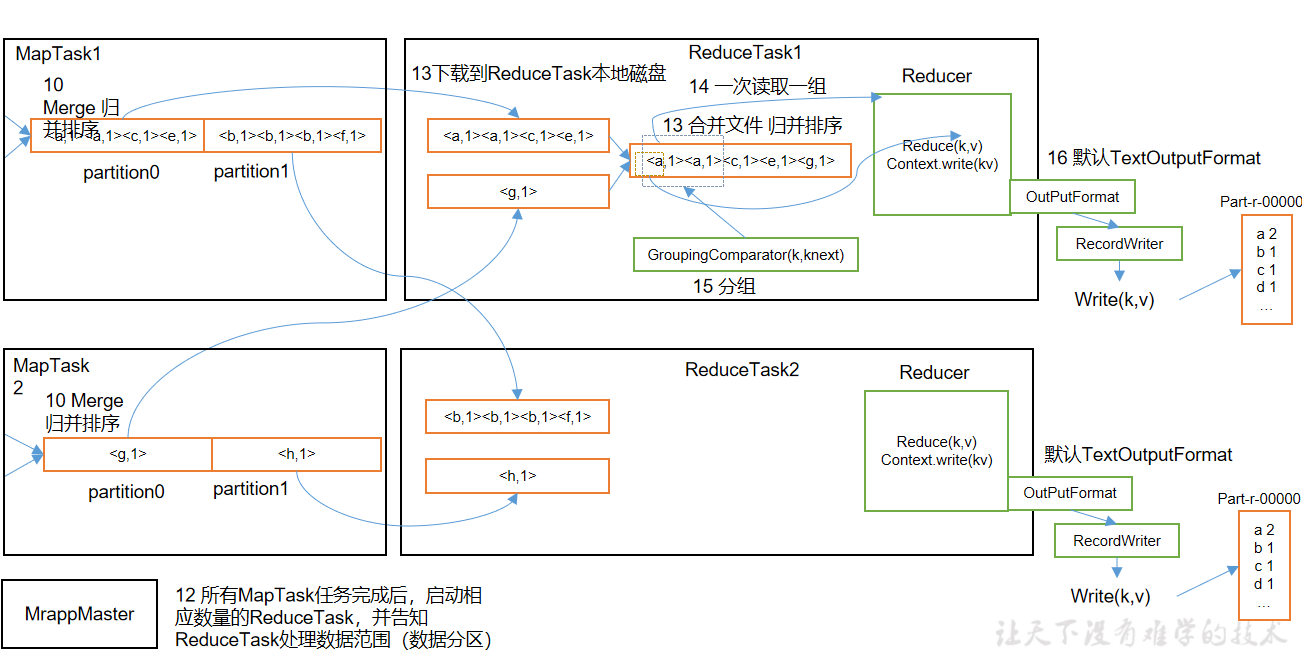 MapTask1
10
Merge 归
并排序
<a,1><a,1><c,1><e,1>
<b,1><b,1><b,1><f,1>
partition0
partition1
ReduceTask1
13下载到ReduceTask本地磁盘
14 一次读取一组
Reducer
<a,1><a,1><c,1><e,1>
13 合并文件 归并排序
<a,1><a,1><c,1><e,1><g,1>
<g,1>
Reduce(k,v)
Context.write(kv)
GroupingComparator(k,knext)
15 分组
16 默认TextOutputFormat
OutPutFormat
RecordWriter
Write(k,v)
Part-r-00000
a 2
b 1
c 1
d 1
...
MapTask
2
10 Merge
归并排序
<g,1>
<h,1>
partition0
partition1
ReduceTask2
Reducer
<b,1><b,1><b,1><f,1>
<h,1>
Reduce(k,v)
Context.write(kv)
默认TextOutputFormat
OutPutFormat
RecordWriter
Write(k,v)
Part-r-00000
a 2
b 1
c 1
d 1
...
MrappMaster
12 所有MapTask任务完成后，启动相
应数量的ReduceTask，并告知
ReduceTask处理数据范围（数据分区）
让天下没有难学的技术